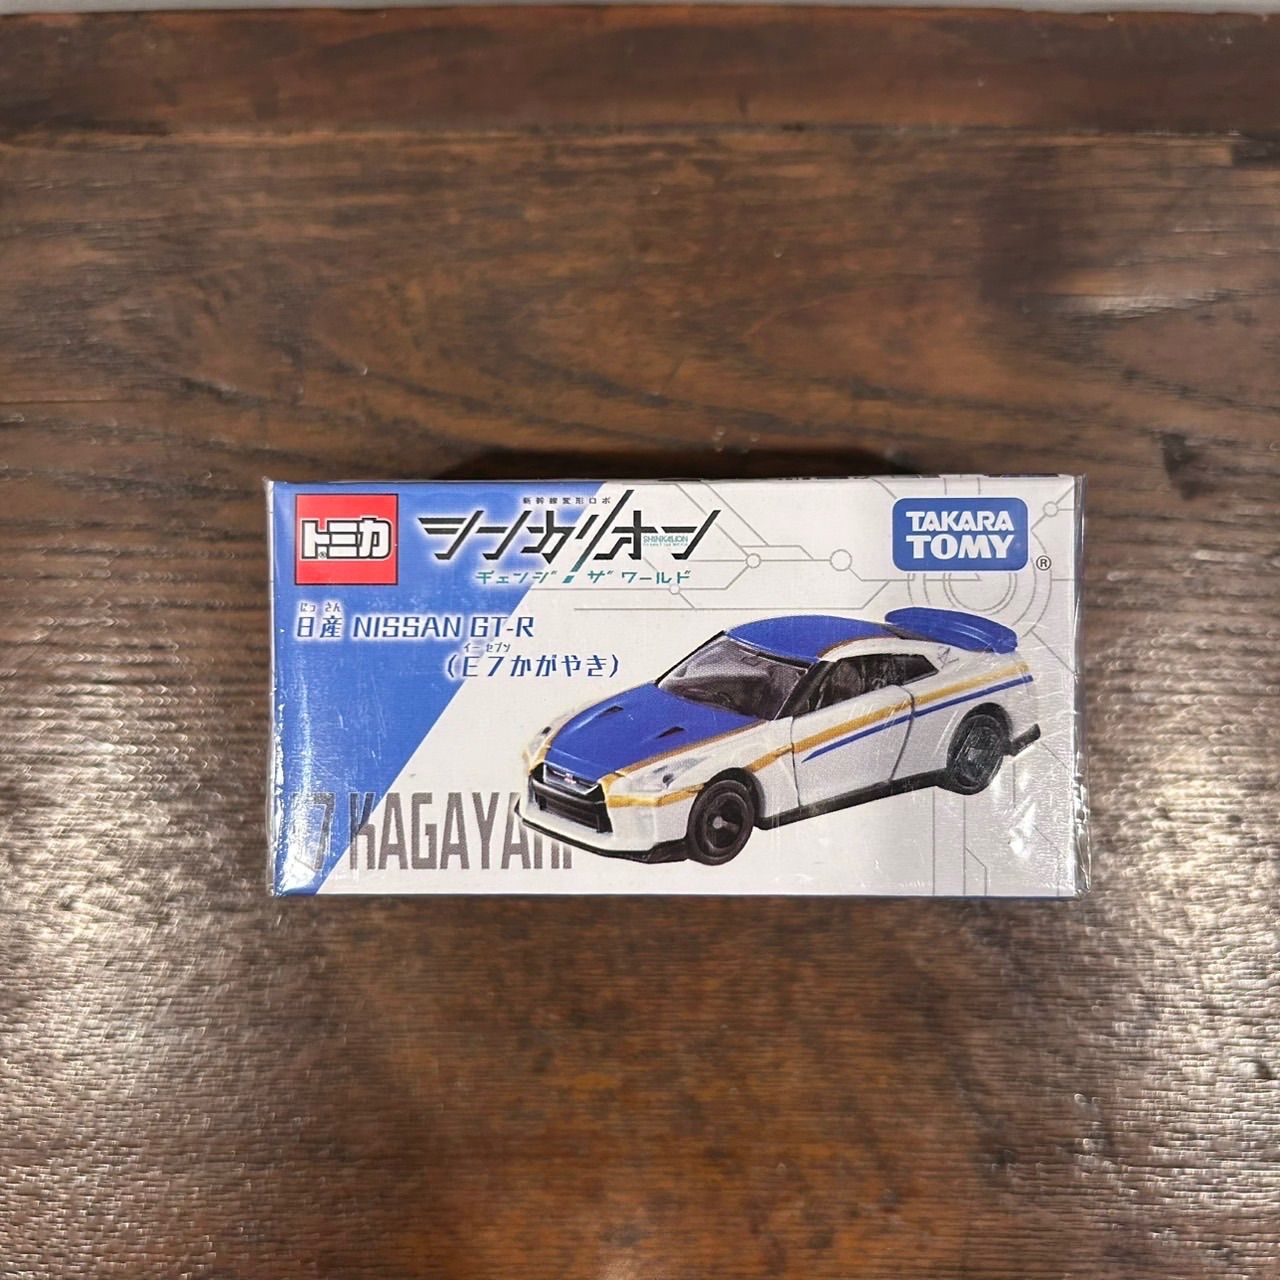 トミカ
新幹線変形ロボ
シンカリオン
SHINKALION
チェンジ ザ ワールド
TAKARA
TOMY
®
にっさん
日産 NISSAN GT-R
イー セブン
(E7かがやき)
7 KAGAYAKI